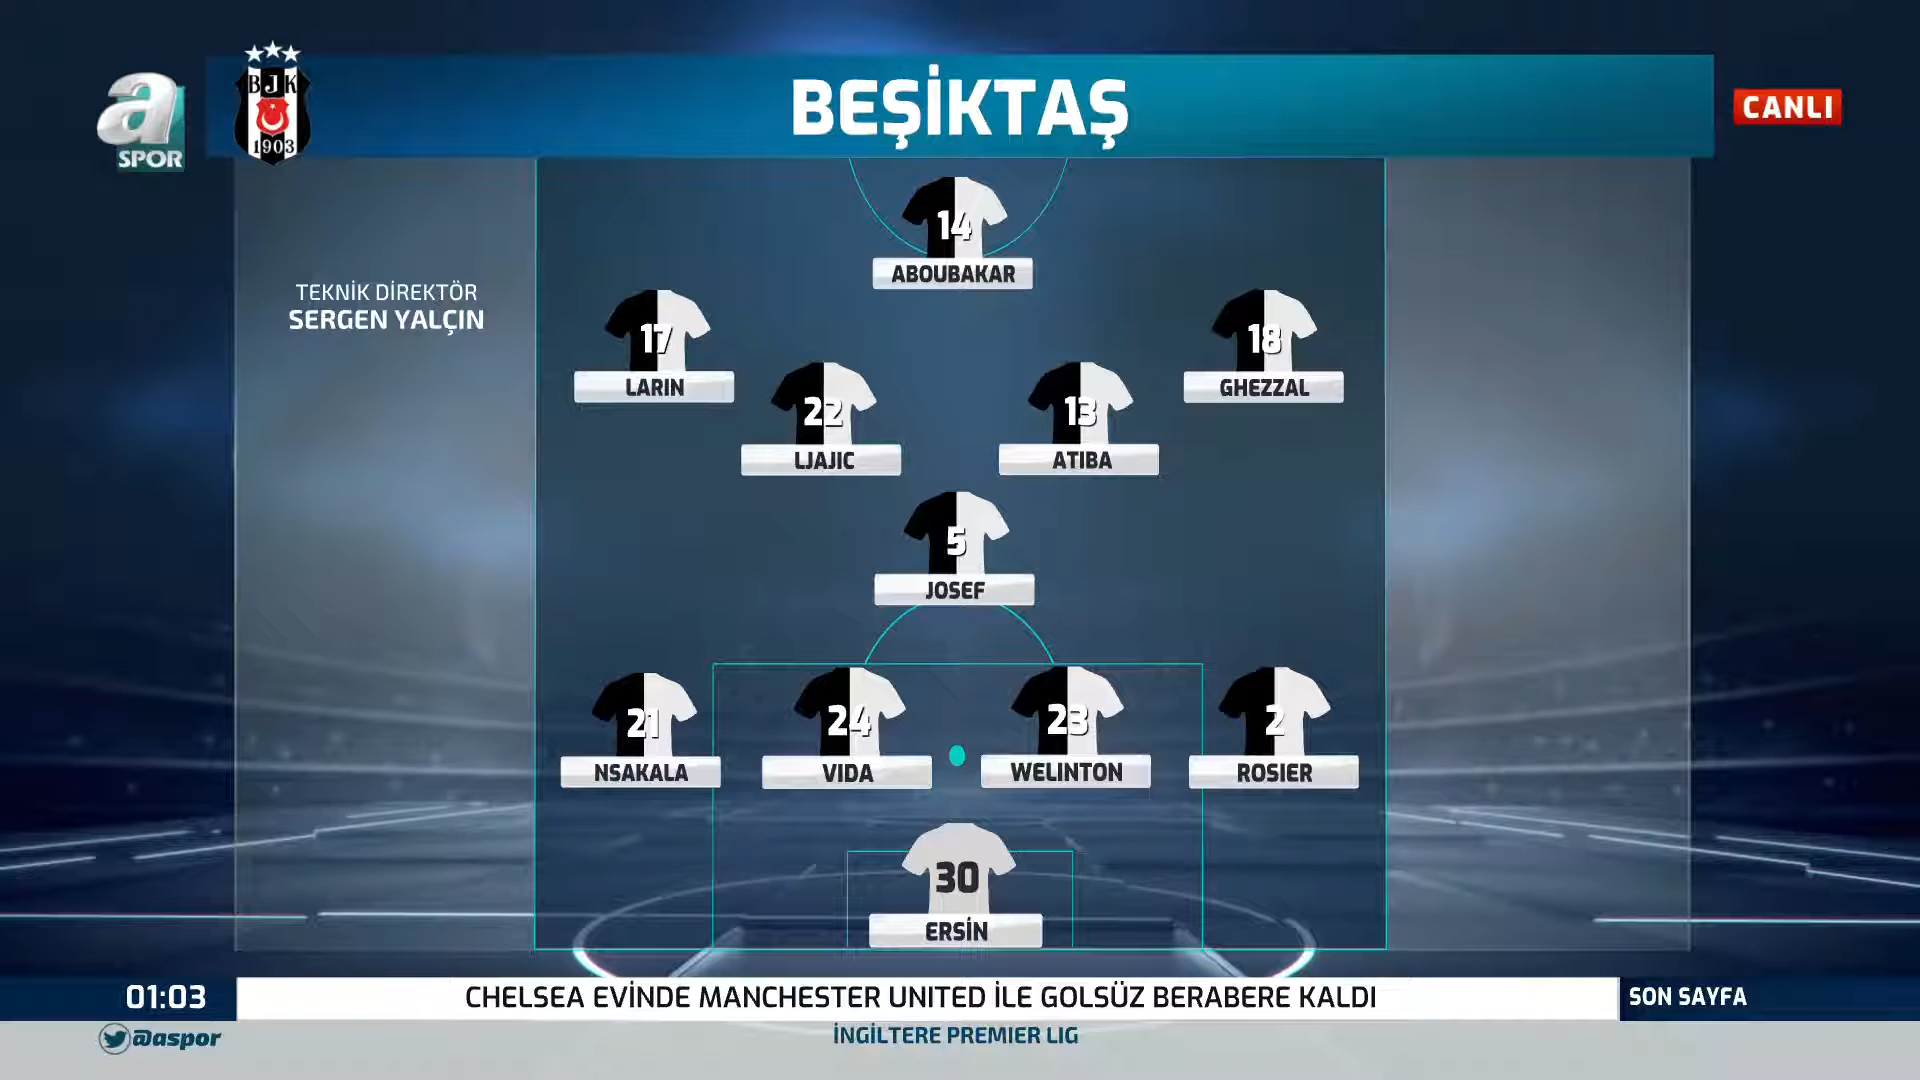 BEŞİKTAŞ
BJK
1903
a
SPOR
CANLI
TEKNİK DİREKTÖR
SERGEN YALÇIN
14
ABOUBAKAR
17
LARIN
18
GHEZZAL
22
LJAJIC
13
ATIBA
5
JOSEF
21
NSAKALA
24
VIDA
23
WELINTON
2
ROSIER
30
ERSİN
01:03
CHELSEA EVİNDE MANCHESTER UNITED İLE GOLSÜZ BERABERE KALDI
SON SAYFA
@aspor
İNGİLTERE PREMIER LIG